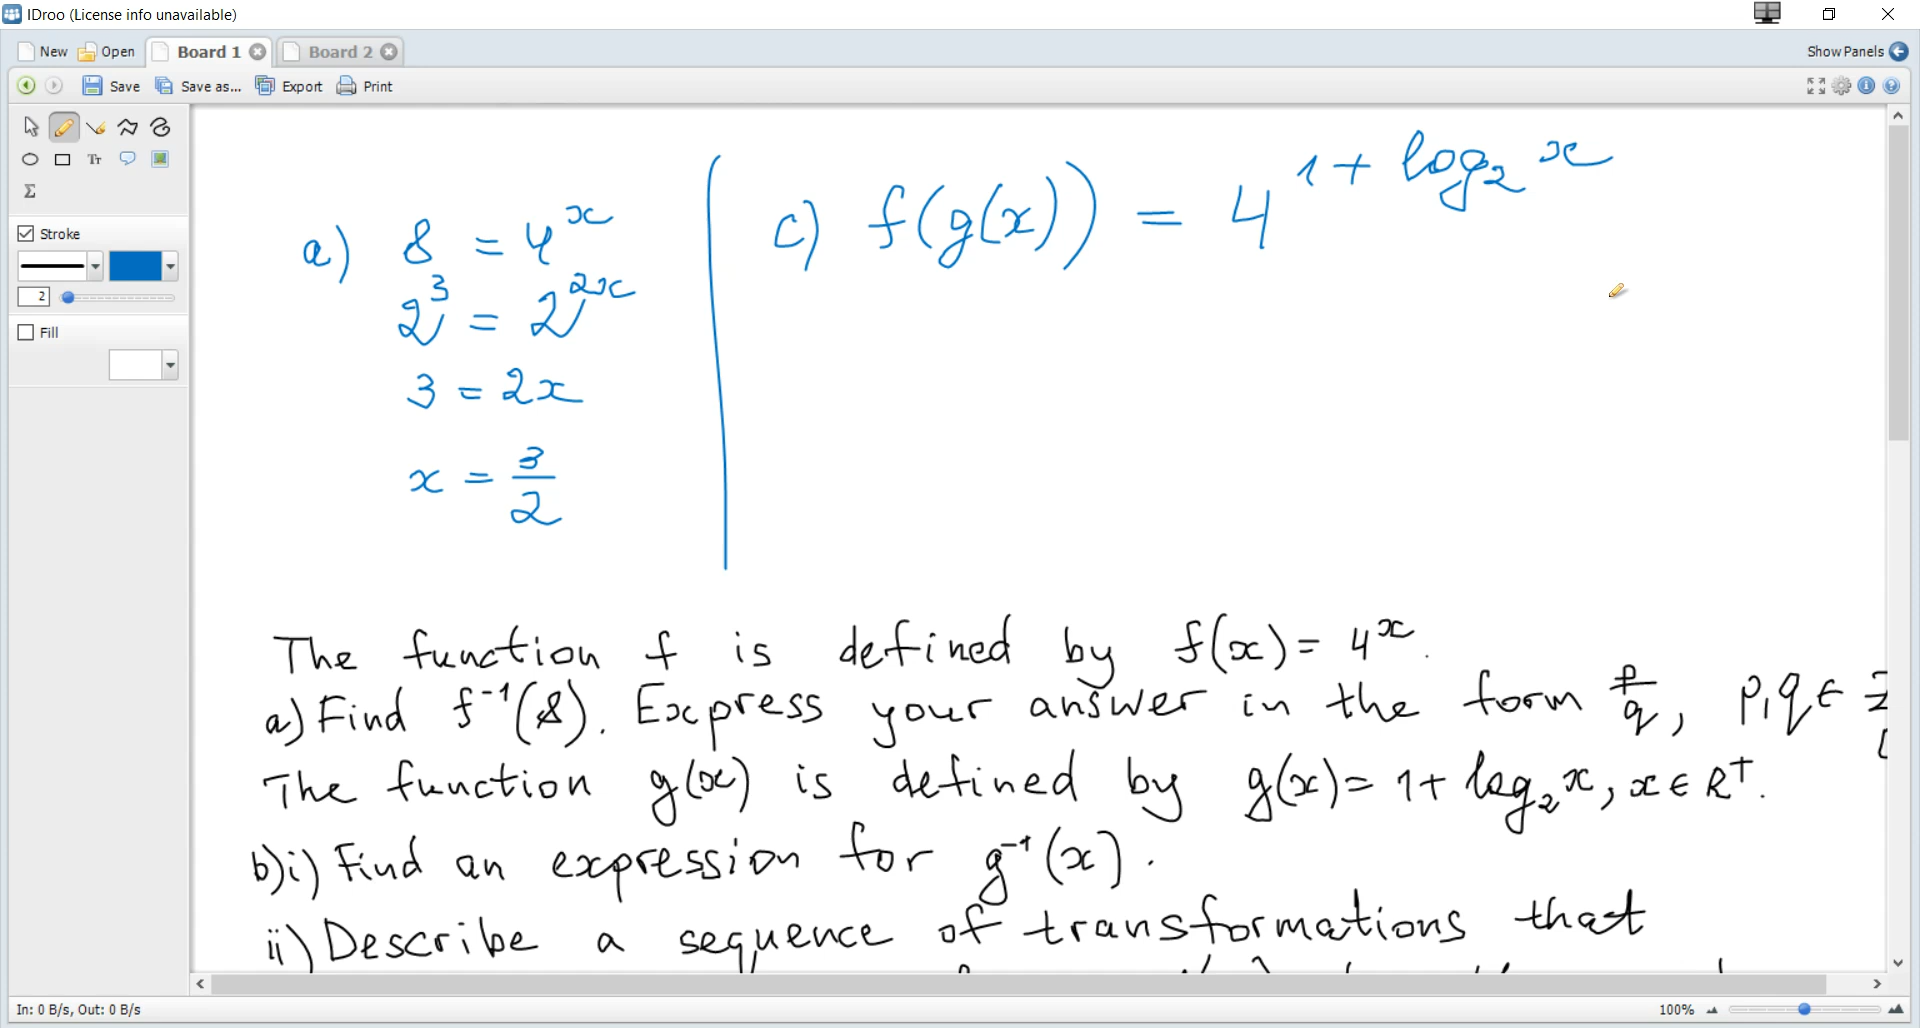 IDroo (License info unavailable)
New Open Board 1 Board 2 Show Panels
Save Save as... Export Print
Tt
Σ
Stroke
2
Fill
a) 8 = 4^x
2^3 = 2^2x
3 = 2x
x = 3/2
c) f(g(x)) = 4^1 + log₂ x
The function f is defined by f(x) = 4^x.
a) Find f⁻¹(8). Express your answer in the form p/q, p,q ∈ Z
The function g(x) is defined by g(x) = 1 + log₂ x, x ∈ R⁺.
b)i) Find an expression for g⁻¹(x).
ii) Describe a sequence of transformations that
In: 0 B/s, Out: 0 B/s 100%